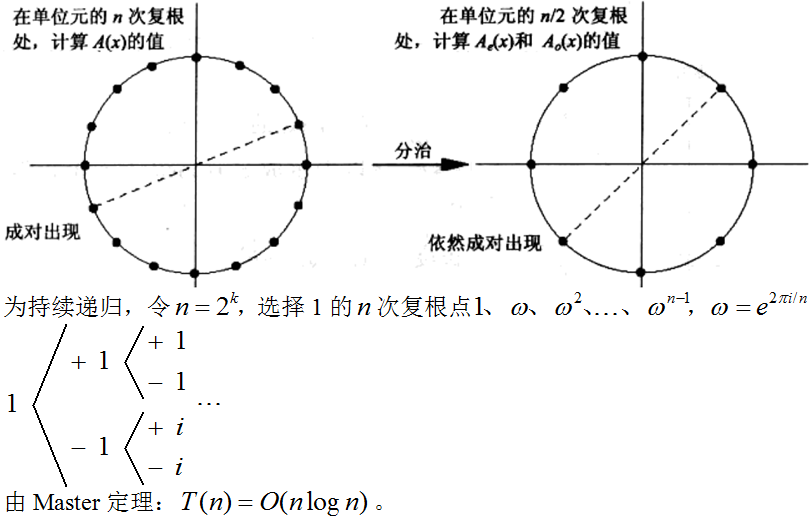 在单位元的 n 次复根
处，计算 A(x)的值
成对出现
分治
在单位元的 n/2 次复根
处，计算 Aₑ(x)和 Aₒ(x)的值
依然成对出现
为持续递归，令 n = 2ᵏ，选择 1 的 n 次复根点 1、ω、ω²、…、ωⁿ⁻¹，ω = e^{2πi/n}
+ 1
+ 1
− 1
1 …
+ i
− 1
− i
由 Master 定理：T(n) = O(n log n) 。